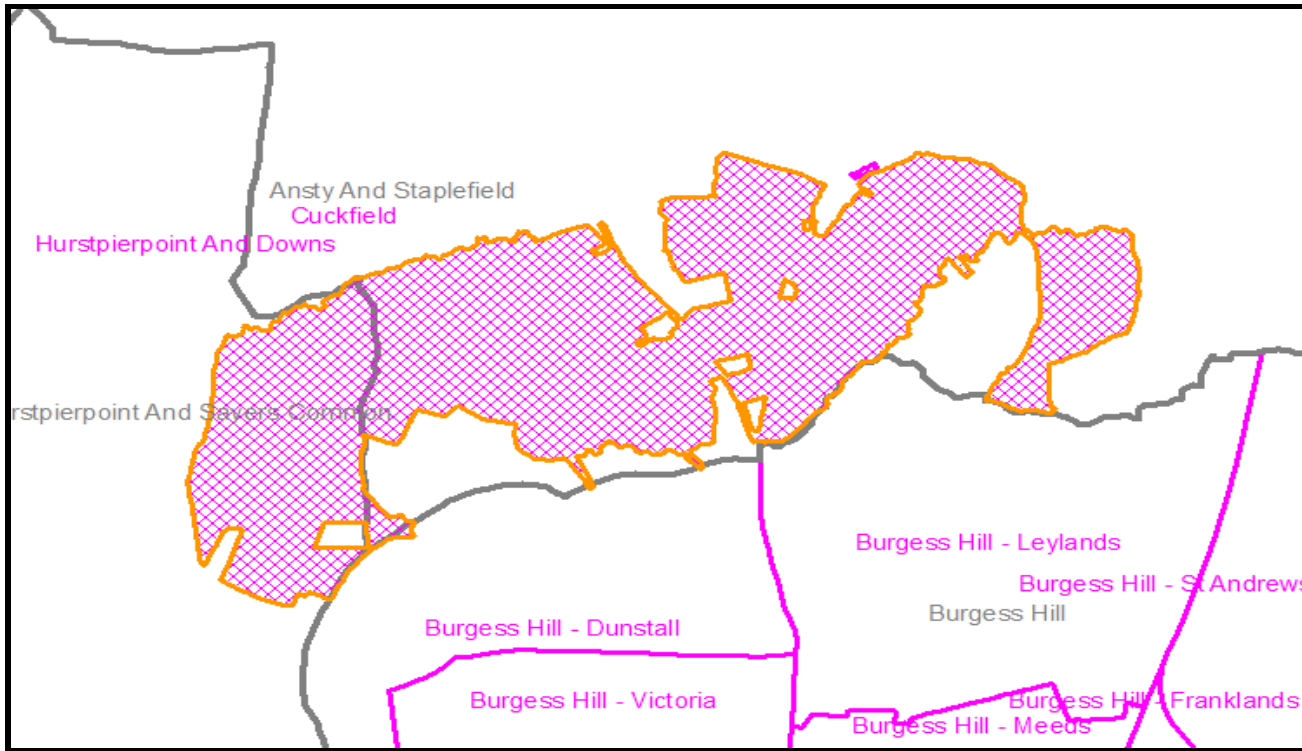 Ansty And Staplefield
Cuckfield
Hurstpierpoint And Downs
rstpierpoint And Sayers Common
Burgess Hill - Leylands
Burgess Hill - St Andrews
Burgess Hill
Burgess Hill - Dunstall
Burgess Hill - Victoria
Burgess Hill - Franklands
Burgess Hill - Meeds